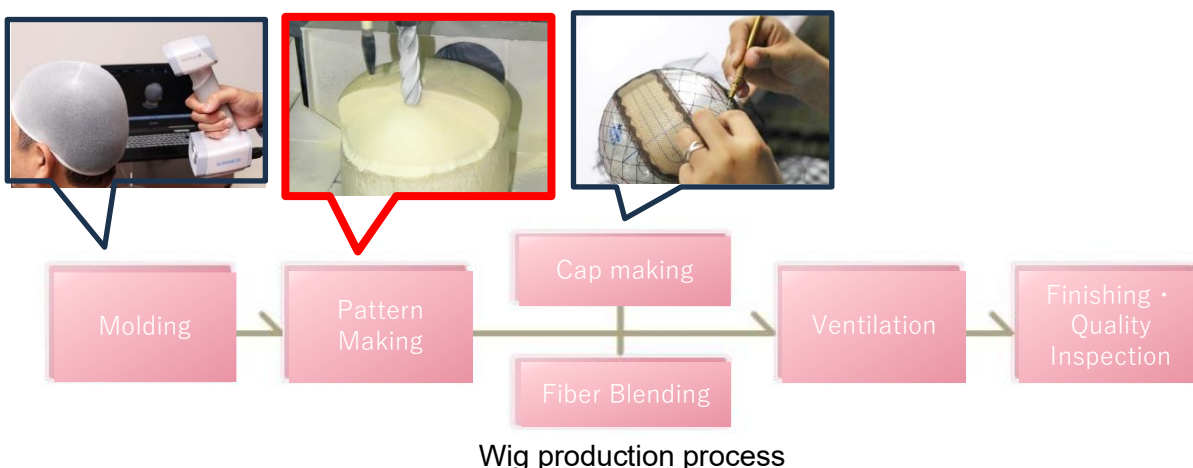 Molding
Pattern
Making
Cap making
Fiber Blending
Ventilation
Finishing・
Quality
Inspection
Wig production process